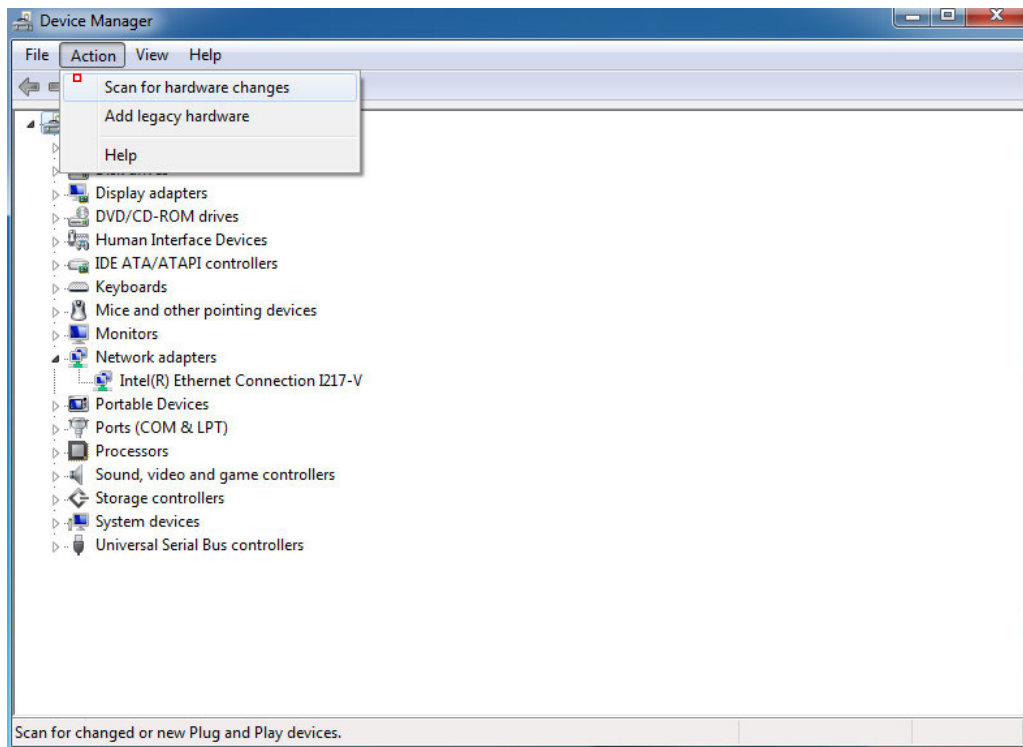 Device Manager
File Action View Help
Scan for hardware changes
Add legacy hardware
Help
Display adapters
DVD/CD-ROM drives
Human Interface Devices
IDE ATA/ATAPI controllers
Keyboards
Mice and other pointing devices
Monitors
Network adapters
Intel(R) Ethernet Connection I217-V
Portable Devices
Ports (COM & LPT)
Processors
Sound, video and game controllers
Storage controllers
System devices
Universal Serial Bus controllers
Scan for changed or new Plug and Play devices.